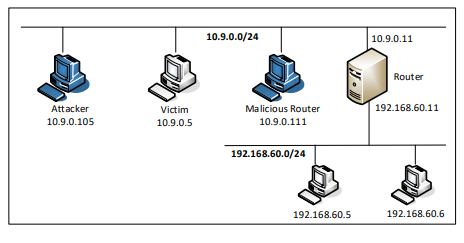 10.9.0.0/24
10.9.0.11
Attacker
10.9.0.105
Victim
10.9.0.5
Malicious Router
10.9.0.111
Router
192.168.60.11
192.168.60.0/24
192.168.60.5
192.168.60.6